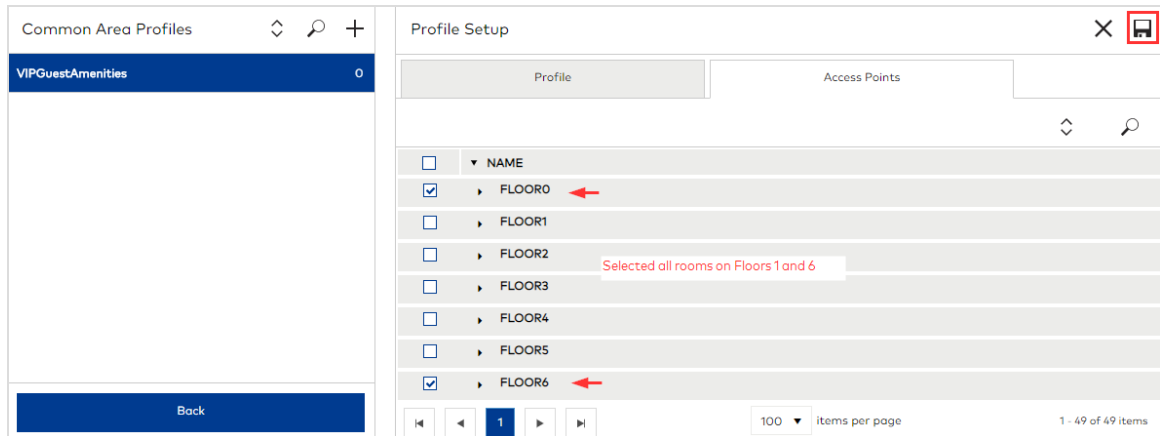 Common Area Profiles
VIPGuestAmenities 0
Back
Profile Setup
Profile Access Points
NAME
FLOOR0
FLOOR1
FLOOR2
Selected all rooms on Floors 1 and 6
FLOOR3
FLOOR4
FLOOR5
FLOOR6
1 100 items per page 1 - 49 of 49 items